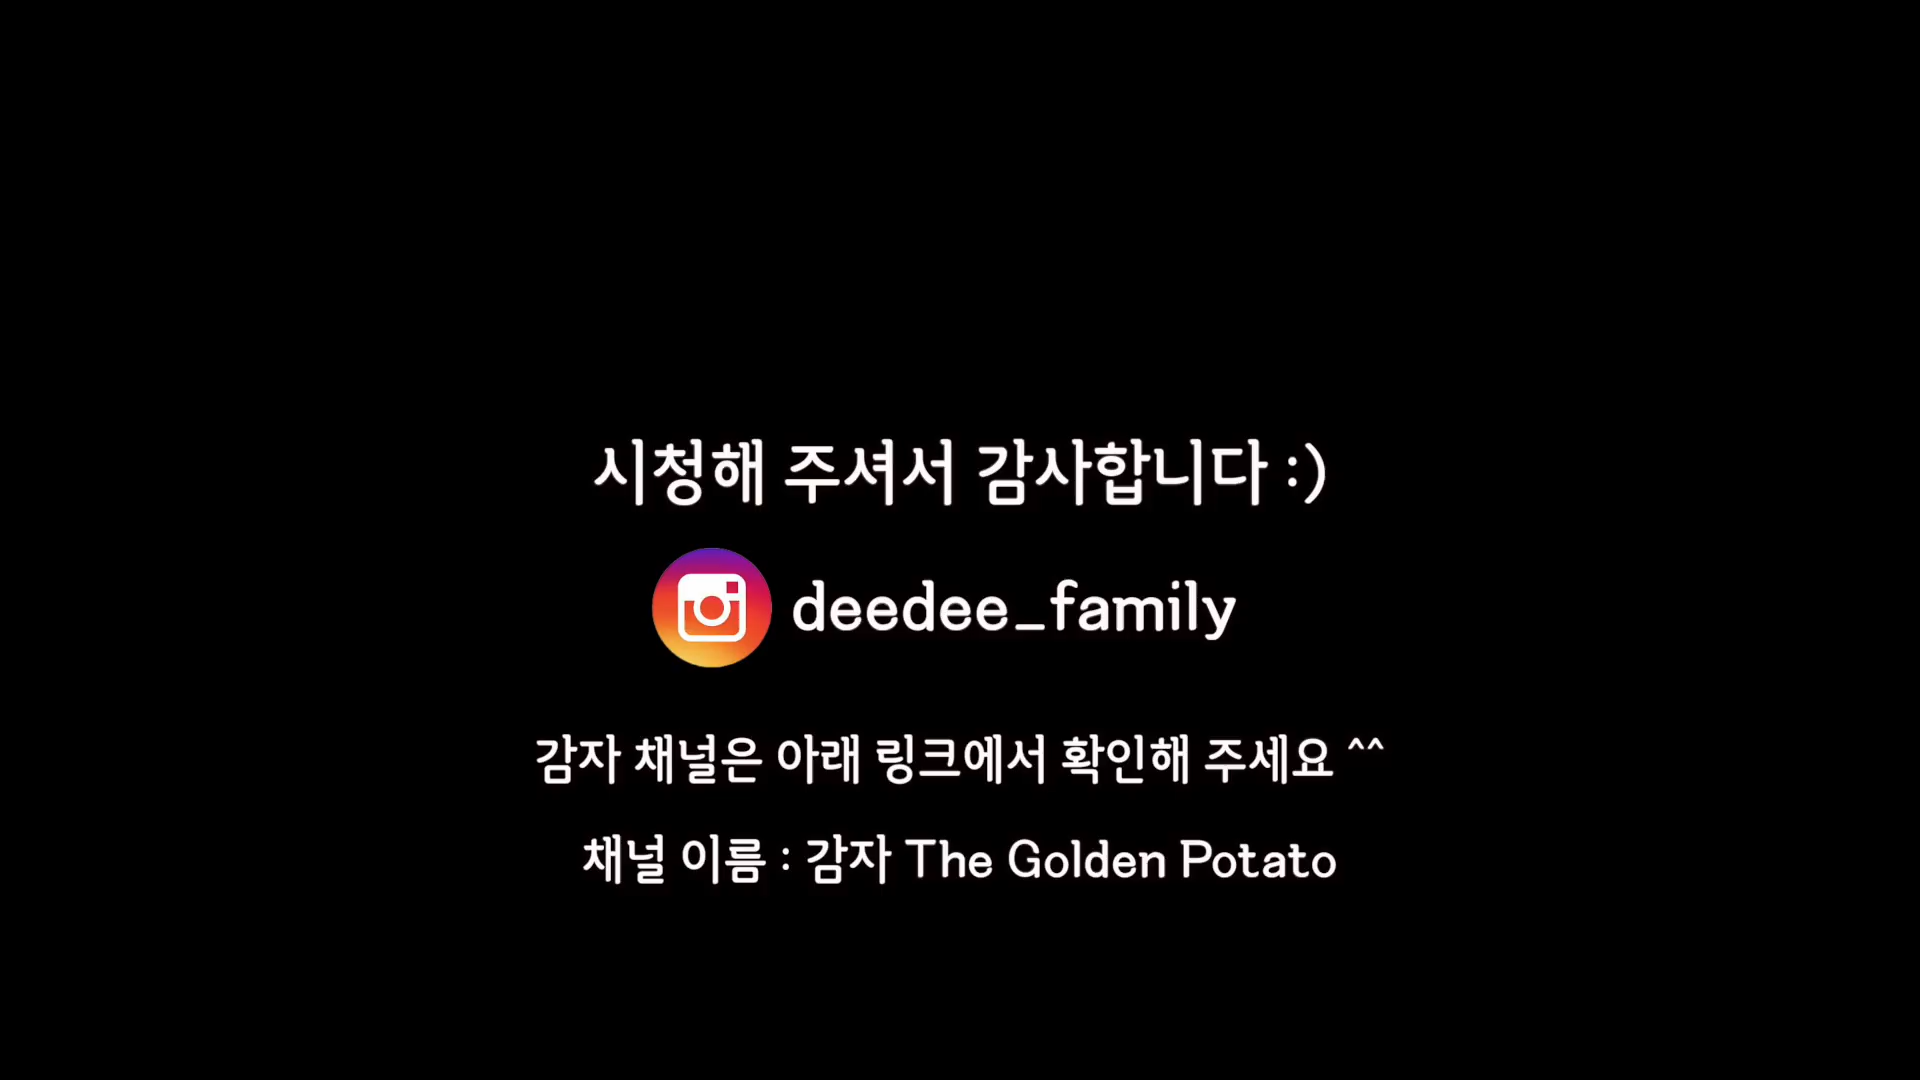 시청해 주셔서 감사합니다 :)
deedee_family
감자 채널은 아래 링크에서 확인해 주세요 ^^
채널 이름 : 감자 The Golden Potato